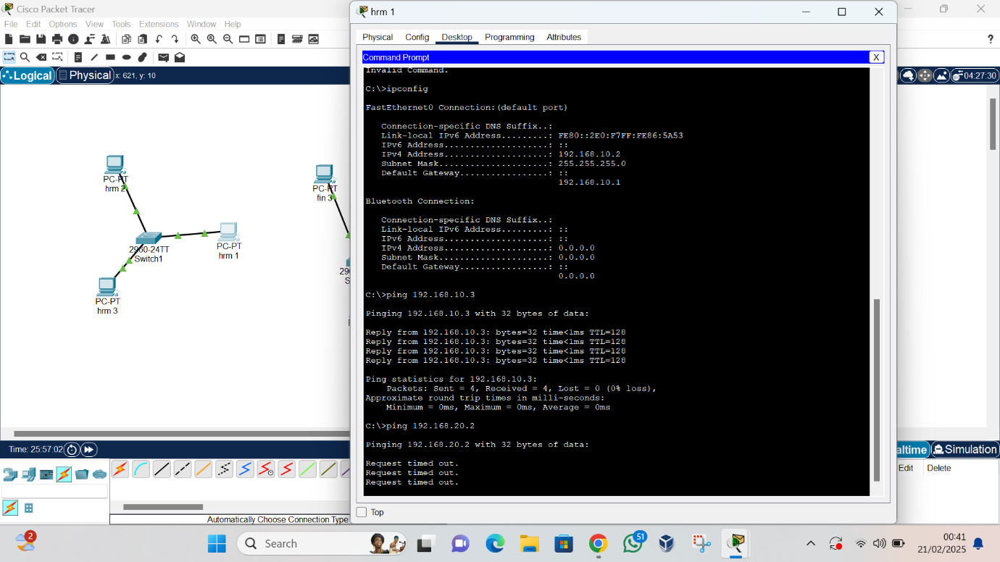 Cisco Packet Tracer
File Edit Options View Tools Extensions Window Help
?
Logical Physical x: 621, y: 10
04:27:30
PC-PT
hrm 2
PC-PT
fin 3
2960-24TT
Switch1
PC-PT
hrm 1
29
S
PC-PT
hrm 3
Time: 25:57:02
altime Simulation
Edit Delete
Automatically Choose Connection Type
hrm 1
Physical Config Desktop Programming Attributes
Command Prompt
X
Invalid Command.
C:\>ipconfig
FastEthernet0 Connection:(default port)
Connection-specific DNS Suffix..:
Link-local IPv6 Address.........: FE80::2E0:F7FF:FE86:5A53
IPv6 Address....................: ::
IPv4 Address....................: 192.168.10.2
Subnet Mask.....................: 255.255.255.0
Default Gateway.................: ::
192.168.10.1
Bluetooth Connection:
Connection-specific DNS Suffix..:
Link-local IPv6 Address.........: ::
IPv6 Address....................: ::
IPv4 Address....................: 0.0.0.0
Subnet Mask.....................: 0.0.0.0
Default Gateway.................: ::
0.0.0.0
C:\>ping 192.168.10.3
Pinging 192.168.10.3 with 32 bytes of data:
Reply from 192.168.10.3: bytes=32 time<1ms TTL=128
Reply from 192.168.10.3: bytes=32 time<1ms TTL=128
Reply from 192.168.10.3: bytes=32 time<1ms TTL=128
Reply from 192.168.10.3: bytes=32 time<1ms TTL=128
Ping statistics for 192.168.10.3:
Packets: Sent = 4, Received = 4, Lost = 0 (0% loss),
Approximate round trip times in milli-seconds:
Minimum = 0ms, Maximum = 0ms, Average = 0ms
C:\>ping 192.168.20.2
Pinging 192.168.20.2 with 32 bytes of data:
Request timed out.
Request timed out.
Request timed out.
Top
2
Search
51
00:41
21/02/2025